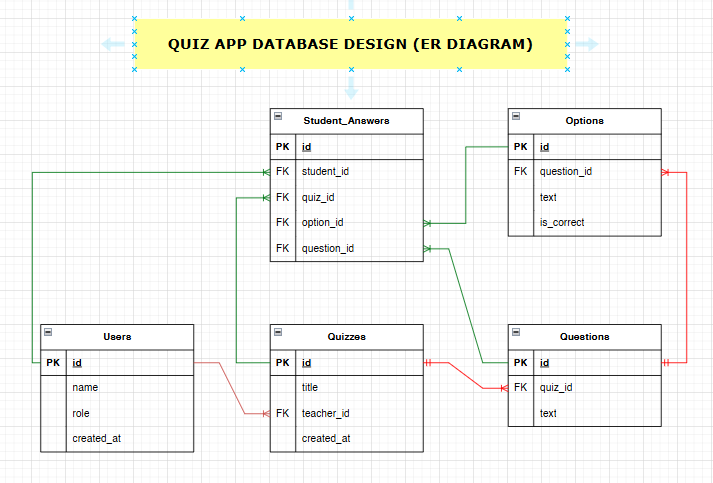 QUIZ APP DATABASE DESIGN (ER DIAGRAM)
Student_Answers
PK id
FK student_id
FK quiz_id
FK option_id
FK question_id
Options
PK id
FK question_id
text
is_correct
Users
PK id
name
role
created_at
Quizzes
PK id
title
FK teacher_id
created_at
Questions
PK id
FK quiz_id
text